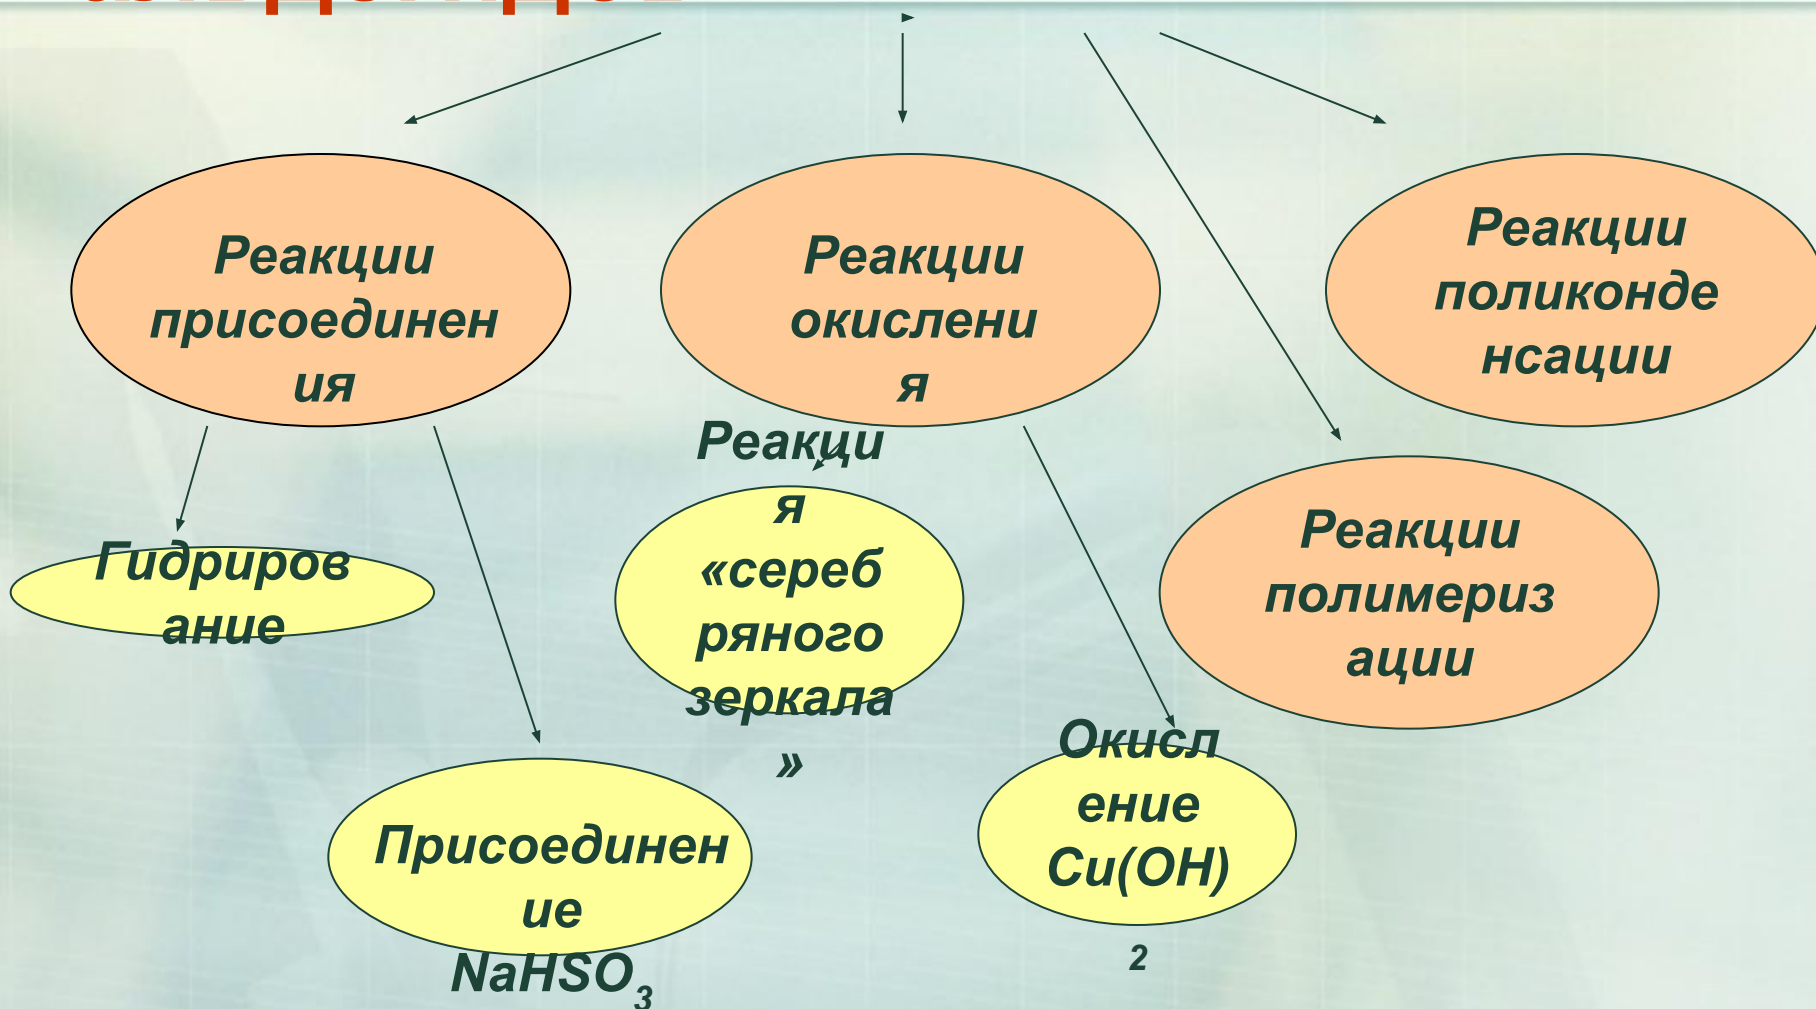 Реакции
присоединен
ия
Реакции
окислени
я
Реакции
поликонде
нсации
Реакци
я
«сереб
ряного
зеркала
»
Реакции
полимериз
ации
Гидриров
ание
Окисл
ение
Cu(OH)
2
Присоединен
ие
NaHSO3